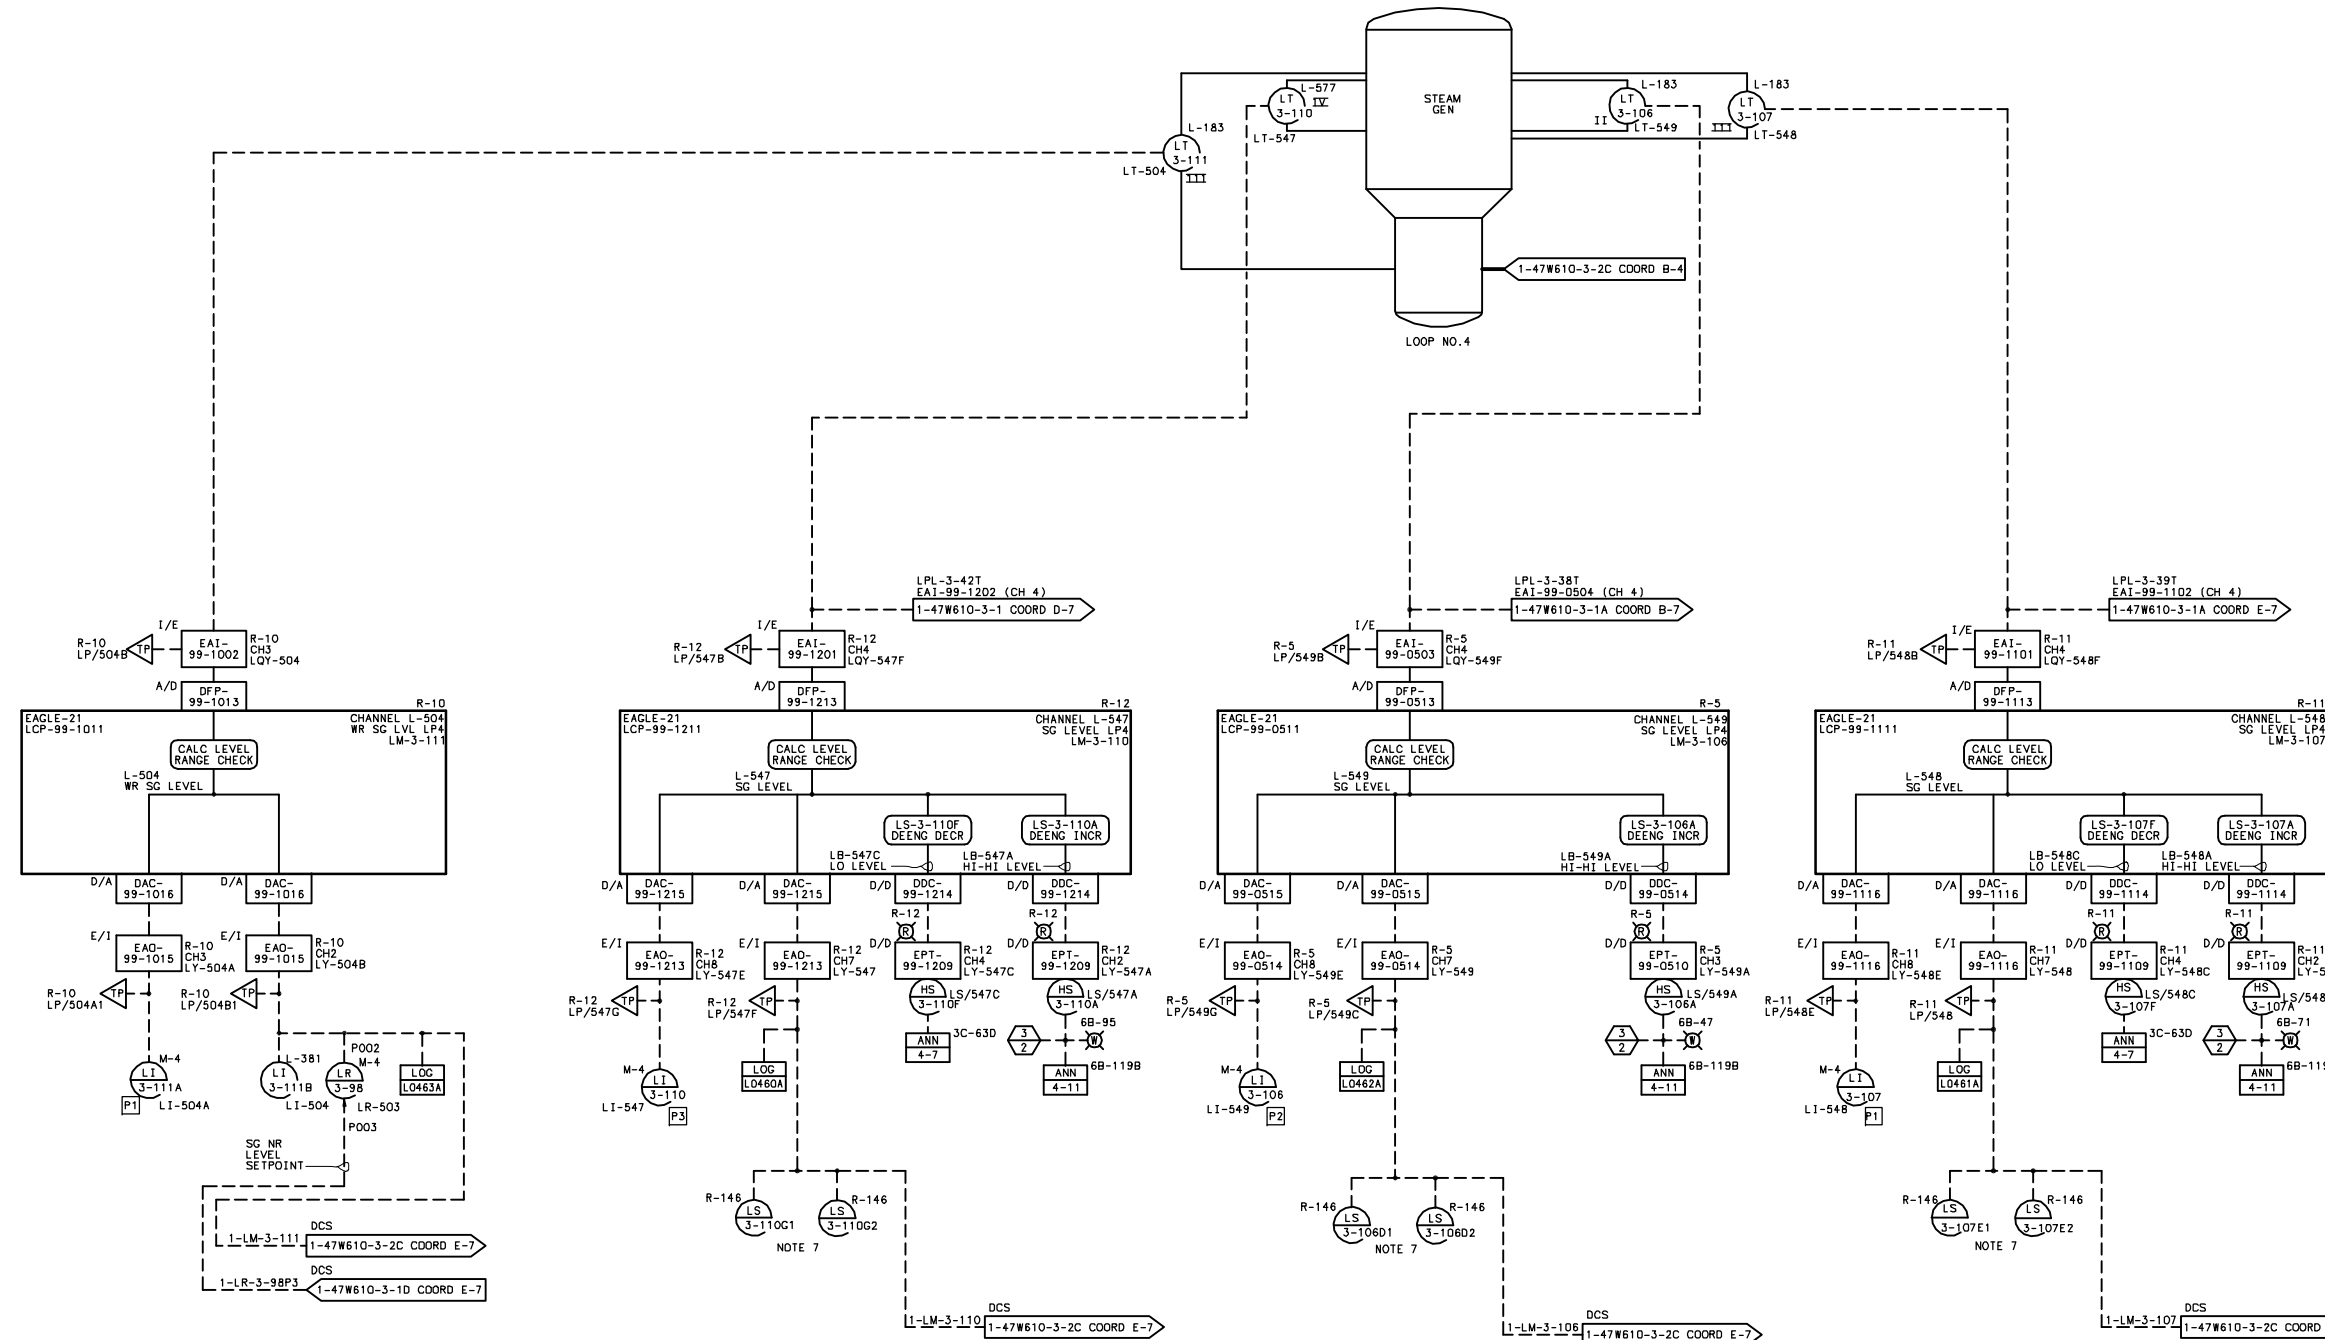 STEAM
GEN
LOOP NO.4
1-47W610-3-2C COORD B-4
L-183
LT
3-111
LT-504
III
L-577
LT
3-110
IV
LT-547
L-183
LT
3-106
II
LT-549
L-183
LT
3-107
III
LT-548
LPL-3-42T
EAI-99-1202 (CH 4)
1-47W610-3-1 COORD D-7
LPL-3-38T
EAI-99-0504 (CH 4)
1-47W610-3-1A COORD B-7
LPL-3-39T
EAI-99-1102 (CH 4)
1-47W610-3-1A COORD E-7
I/E
R-10
LP/504B
TP
EAI-
99-1002
R-10
CH3
LQY-504
A/D
DFP-
99-1013
R-10
EAGLE-21
LCP-99-1011
CHANNEL L-504
WR SG LVL LP4
LM-3-111
CALC LEVEL
RANGE CHECK
L-504
WR SG LEVEL
D/A
DAC-
99-1016
D/A
DAC-
99-1016
E/I
EAO-
99-1015
R-10
CH3
LY-504A
E/I
EAO-
99-1015
R-10
CH2
LY-504B
R-10
LP/504A1
TP
R-10
LP/504B1
TP
M-4
LI
3-111A
P1
LI-504A
L-381
LI
3-111B
LI-504
P002
M-4
LR
3-98
LR-503
P003
LOG
L0463A
SG NR
LEVEL
SETPOINT
1-LM-3-111
DCS
1-47W610-3-2C COORD E-7
1-LR-3-98P3
DCS
1-47W610-3-1D COORD E-7
I/E
R-12
LP/547B
TP
EAI-
99-1201
R-12
CH4
LQY-547F
A/D
DFP-
99-1213
R-12
EAGLE-21
LCP-99-1211
CHANNEL L-547
SG LEVEL LP4
LM-3-110
CALC LEVEL
RANGE CHECK
L-547
SG LEVEL
LS-3-110F
DEENG DECR
LS-3-110A
DEENG INCR
LB-547C
LO LEVEL
LB-547A
HI-HI LEVEL
D/A
DAC-
99-1215
D/A
DAC-
99-1215
D/D
DDC-
99-1214
D/D
DDC-
99-1214
R-12
R
R-12
R
E/I
EAO-
99-1213
R-12
CH8
LY-547E
E/I
EAO-
99-1213
R-12
CH7
LY-547
D/D
EPT-
99-1209
R-12
CH4
LY-547C
D/D
EPT-
99-1209
R-12
CH2
LY-547A
R-12
LP/547G
TP
R-12
LP/547F
TP
HS
3-110F
LS/547C
HS
3-110A
LS/547A
ANN
4-7
3C-63D
3
2
6B-95
W
ANN
4-11
6B-119B
M-4
LI
3-110
LI-547
P3
LOG
L0460A
R-146
LS
3-110G1
R-146
LS
3-110G2
NOTE 7
1-LM-3-110
DCS
1-47W610-3-2C COORD E-7
I/E
R-5
LP/549B
TP
EAI-
99-0503
R-5
CH4
LQY-549F
A/D
DFP-
99-0513
R-5
EAGLE-21
LCP-99-0511
CHANNEL L-549
SG LEVEL LP4
LM-3-106
CALC LEVEL
RANGE CHECK
L-549
SG LEVEL
LS-3-106A
DEENG INCR
LB-549A
HI-HI LEVEL
D/A
DAC-
99-0515
D/A
DAC-
99-0515
D/D
DDC-
99-0514
R-5
R
E/I
EAO-
99-0514
R-5
CH8
LY-549E
E/I
EAO-
99-0514
R-5
CH7
LY-549
D/D
EPT-
99-0510
R-5
CH3
LY-549A
R-5
LP/549G
TP
R-5
LP/549C
TP
HS
3-106A
LS/549A
3
2
6B-47
W
ANN
4-11
6B-119B
M-4
LI
3-106
LI-549
P2
LOG
L0462A
R-146
LS
3-106D1
R-146
LS
3-106D2
NOTE 7
1-LM-3-106
DCS
1-47W610-3-2C COORD E-7
I/E
R-11
LP/548B
TP
EAI-
99-1101
R-11
CH4
LQY-548F
A/D
DFP-
99-1113
R-11
EAGLE-21
LCP-99-1111
CHANNEL L-548
SG LEVEL LP4
LM-3-107
CALC LEVEL
RANGE CHECK
L-548
SG LEVEL
LS-3-107F
DEENG DECR
LS-3-107A
DEENG INCR
LB-548C
LO LEVEL
LB-548A
HI-HI LEVEL
D/A
DAC-
99-1116
D/A
DAC-
99-1116
D/D
DDC-
99-1114
D/D
DDC-
99-1114
R-11
R
R-11
R
E/I
EAO-
99-1116
R-11
CH8
LY-548E
E/I
EAO-
99-1116
R-11
CH7
LY-548
D/D
EPT-
99-1109
R-11
CH4
LY-548C
D/D
EPT-
99-1109
R-11
CH2
R-11
LP/548E
TP
R-11
LP/548
TP
HS
3-107F
LS/548C
HS
3-107A
LS/548
ANN
4-7
3C-63D
3
2
6B-71
W
ANN
4-11
M-4
LI
3-107
LI-548
P1
LOG
L0461A
R-146
LS
3-107E1
R-146
LS
3-107E2
NOTE 7
1-LM-3-107
DCS
1-47W610-3-2C COORD